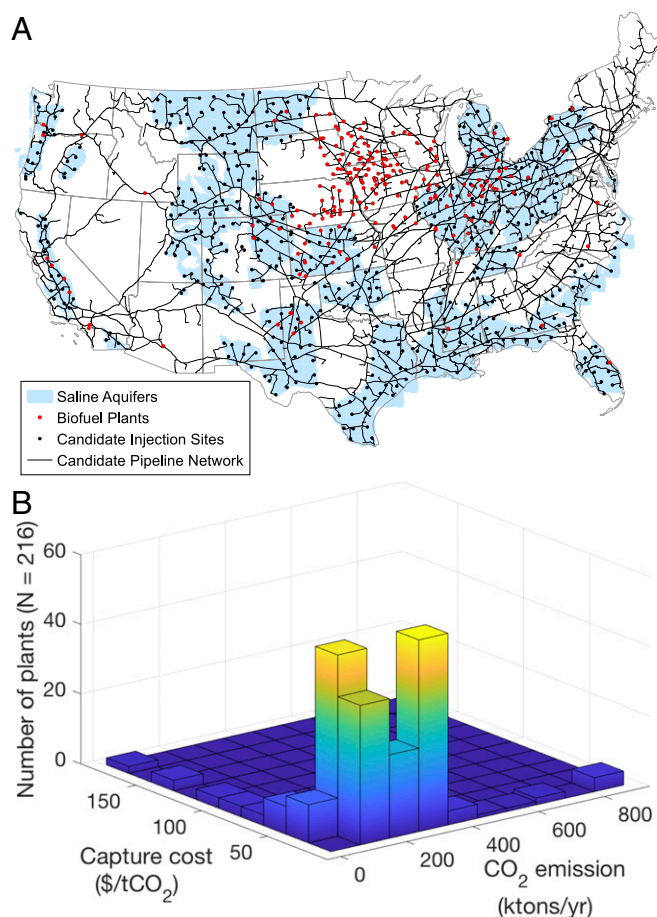 A
Saline Aquifers
Biofuel Plants
Candidate Injection Sites
Candidate Pipeline Network
B
Number of plants (N = 216)
60
40
20
0
150
100
50
Capture cost
($/tCO₂)
0
200
400
600
800
CO₂ emission
(ktons/yr)